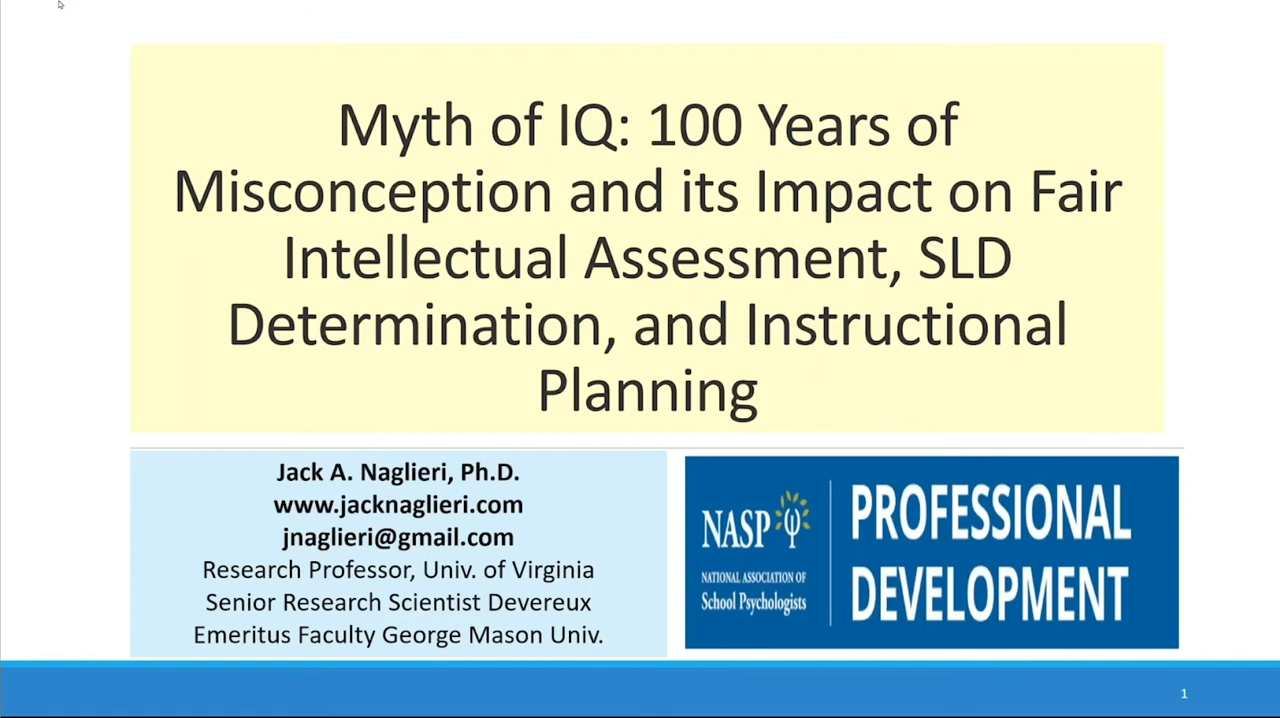 Myth of IQ: 100 Years of
Misconception and its Impact on Fair
Intellectual Assessment, SLD
Determination, and Instructional
Planning
Jack A. Naglieri, Ph.D.
www.jacknaglieri.com
jnaglieri@gmail.com
Research Professor, Univ. of Virginia
Senior Research Scientist Devereux
Emeritus Faculty George Mason Univ.
NASP
NATIONAL ASSOCIATION OF
School Psychologists
PROFESSIONAL
DEVELOPMENT
1